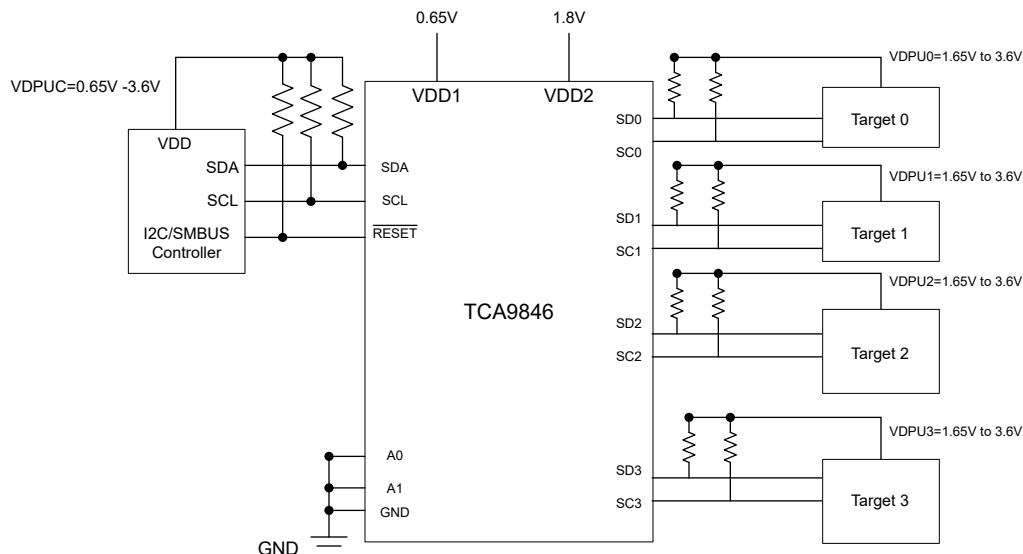 0.65V
1.8V
VDPUC=0.65V -3.6V
VDD
SDA
SCL
I2C/SMBUS
Controller
VDD1
VDD2
SDA
SCL
RESET
TCA9846
A0
A1
GND
GND
SD0
SC0
SD1
SC1
SD2
SC2
SD3
SC3
VDPU0=1.65V to 3.6V
Target 0
VDPU1=1.65V to 3.6V
Target 1
VDPU2=1.65V to 3.6V
Target 2
VDPU3=1.65V to 3.6V
Target 3